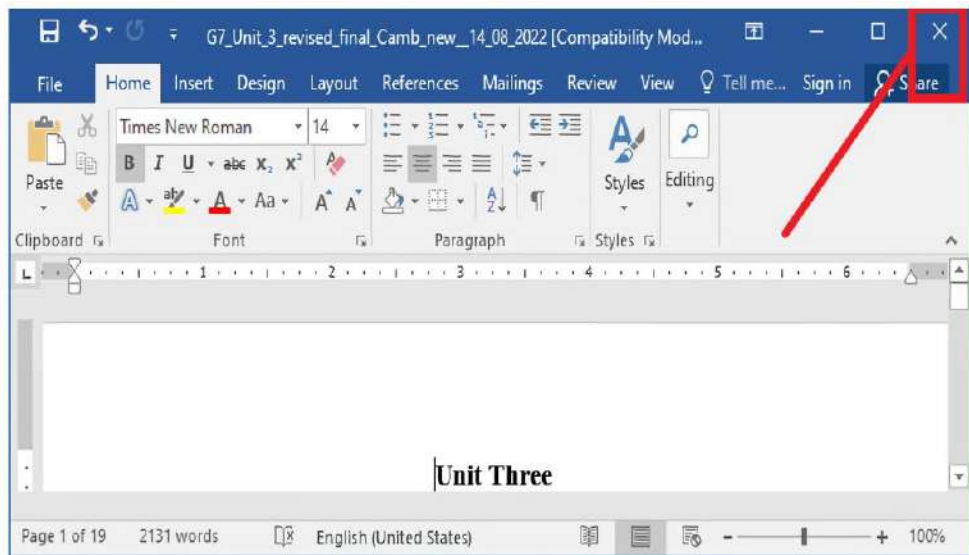 G7_Unit_3_revised_final_Camb_new__14_08_2022 [Compatibility Mod...
File Home Insert Design Layout References Mailings Review View Tell me... Sign in
Paste
Times New Roman 14
B I U abc X₂ X²
A aby A Aa A A
Styles
Editing
Clipboard Font Paragraph Styles
1 2 3 4 5 6
Unit Three
Page 1 of 19 2131 words English (United States) 100%